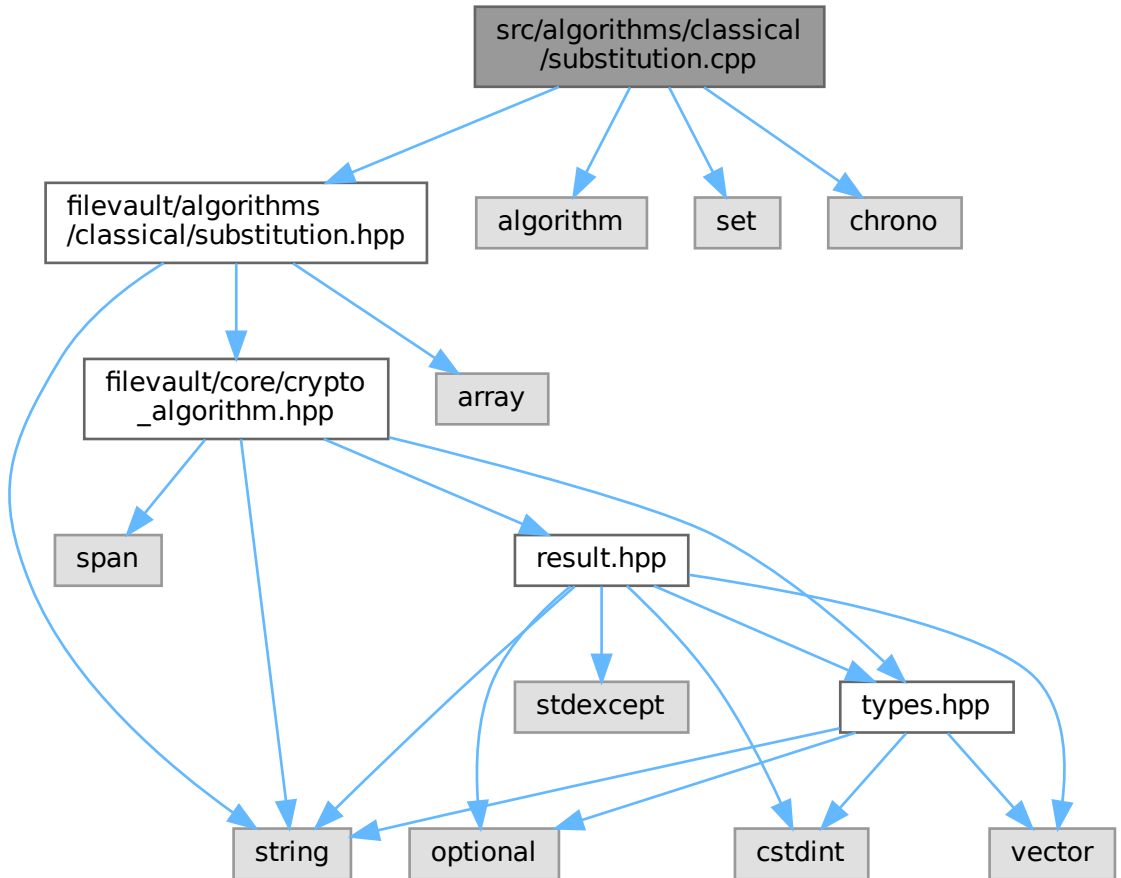 src/algorithms/classical
/substitution.cpp
filevault/algorithms
/classical/substitution.hpp
algorithm
set
chrono
filevault/core/crypto
_algorithm.hpp
array
span
result.hpp
stdexcept
types.hpp
string
optional
cstdint
vector